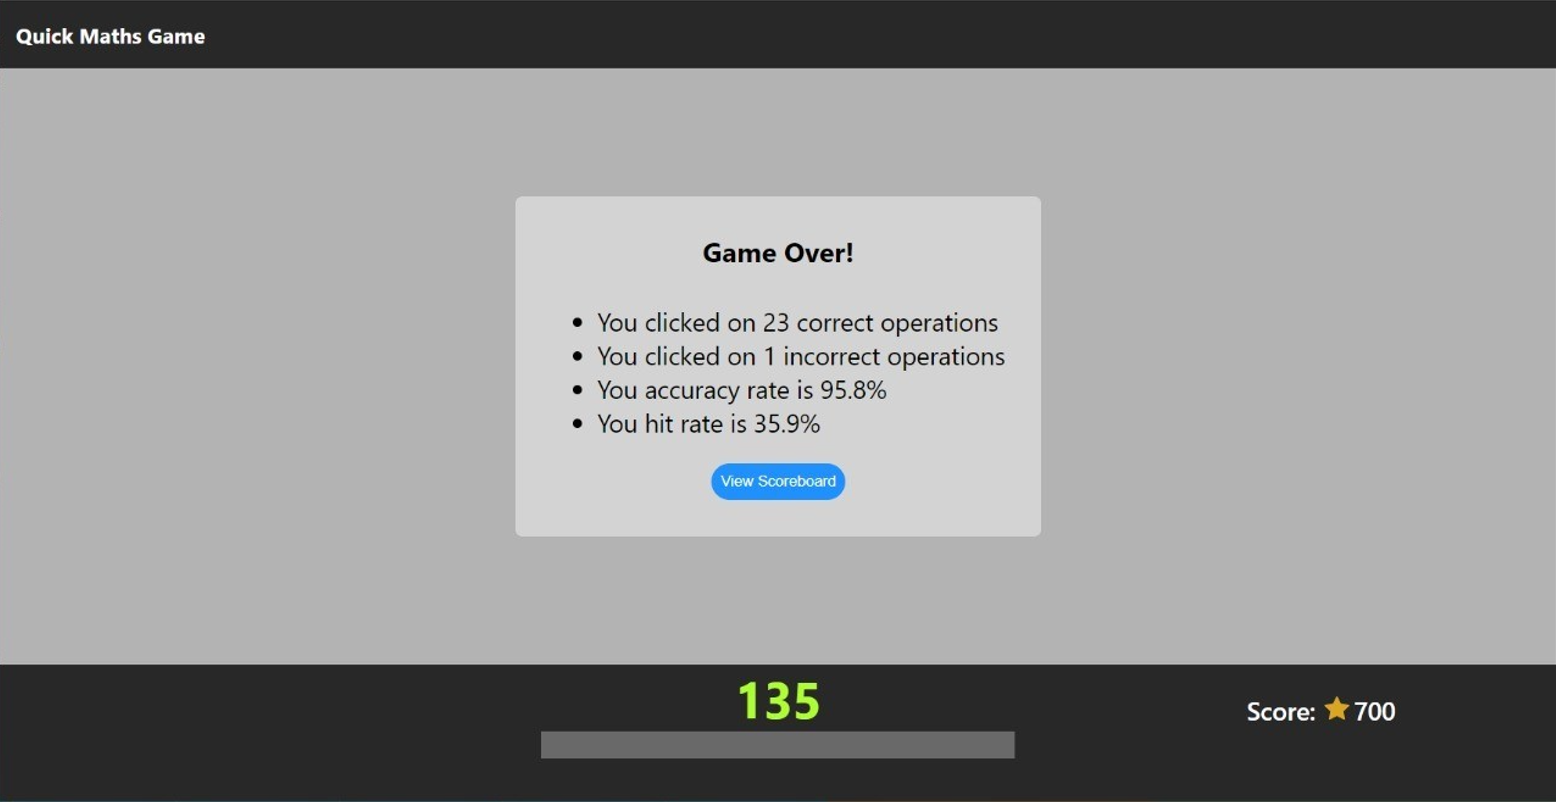 Quick Maths Game
Game Over!
You clicked on 23 correct operations
You clicked on 1 incorrect operations
You accuracy rate is 95.8%
You hit rate is 35.9%
View Scoreboard
135
Score: 700